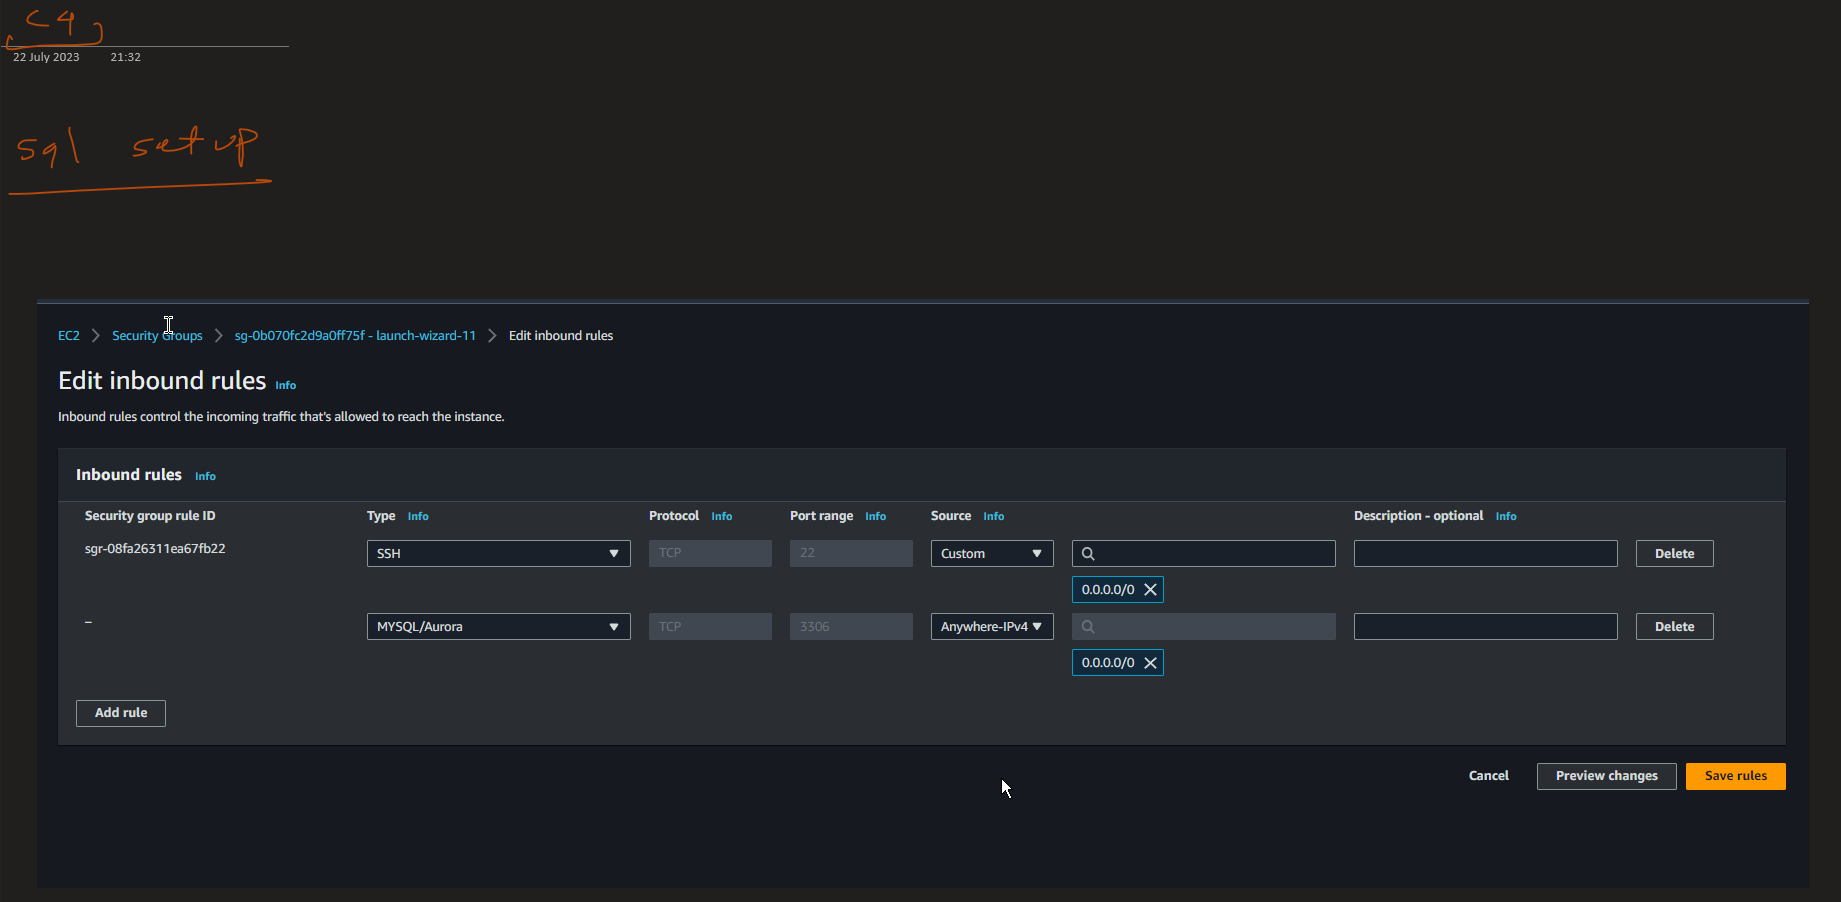 C4
22 July 2023 21:32
sql setup
EC2 > Security Groups > sg-0b070fc2d9a0ff75f - launch-wizard-11 > Edit inbound rules
Edit inbound rules Info
Inbound rules control the incoming traffic that's allowed to reach the instance.
Inbound rules Info
Security group rule ID Type Info Protocol Info Port range Info Source Info Description - optional Info
sgr-08fa26311ea67fb22 SSH TCP 22 Custom Delete
0.0.0.0/0
– MYSQL/Aurora TCP 3306 Anywhere-IPv4 Delete
0.0.0.0/0
Add rule
Cancel Preview changes Save rules